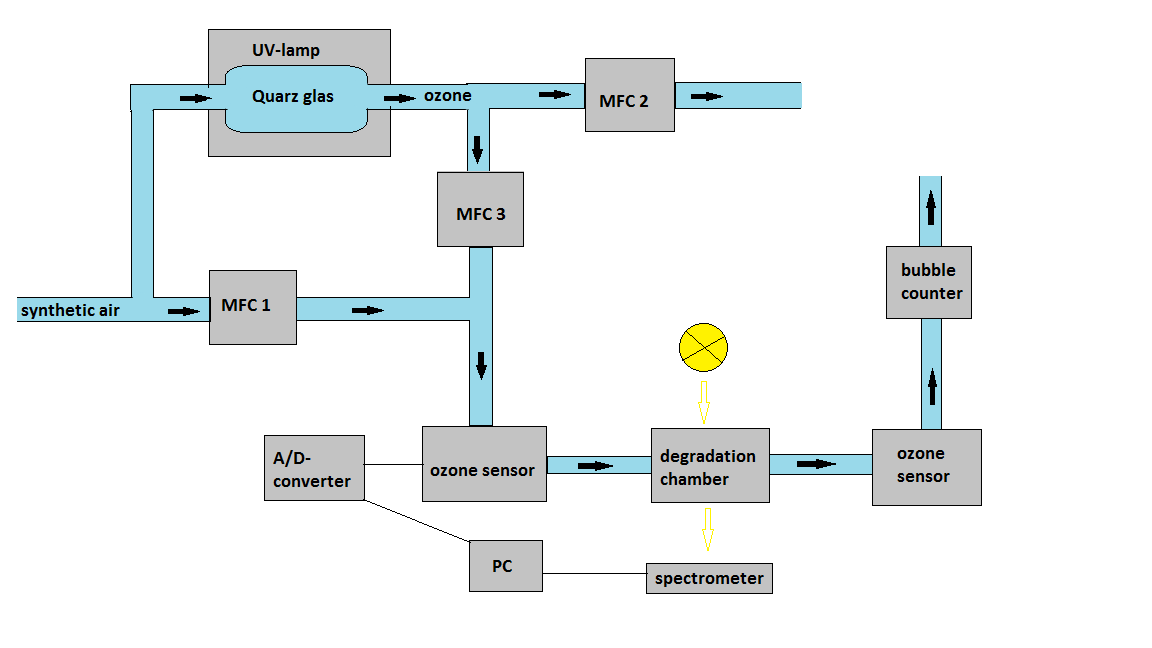 UV-lamp
Quarz glas
ozone
MFC 2
MFC 3
synthetic air
MFC 1
bubble
counter
A/D-
converter
ozone sensor
degradation
chamber
ozone
sensor
PC
spectrometer